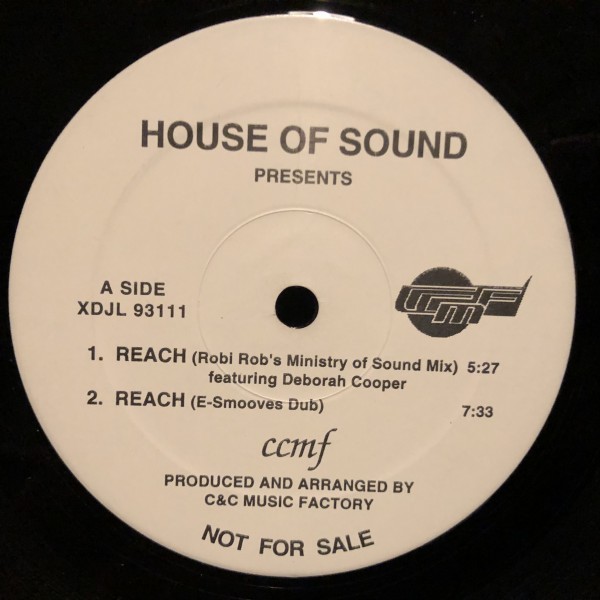 HOUSE OF SOUND
PRESENTS
A SIDE
XDJL 93111
1. REACH (Robi Rob's Ministry of Sound Mix) 5:27
featuring Deborah Cooper
2. REACH (E-Smooves Dub) 7:33
ccmf
PRODUCED AND ARRANGED BY
C&C MUSIC FACTORY
NOT FOR SALE